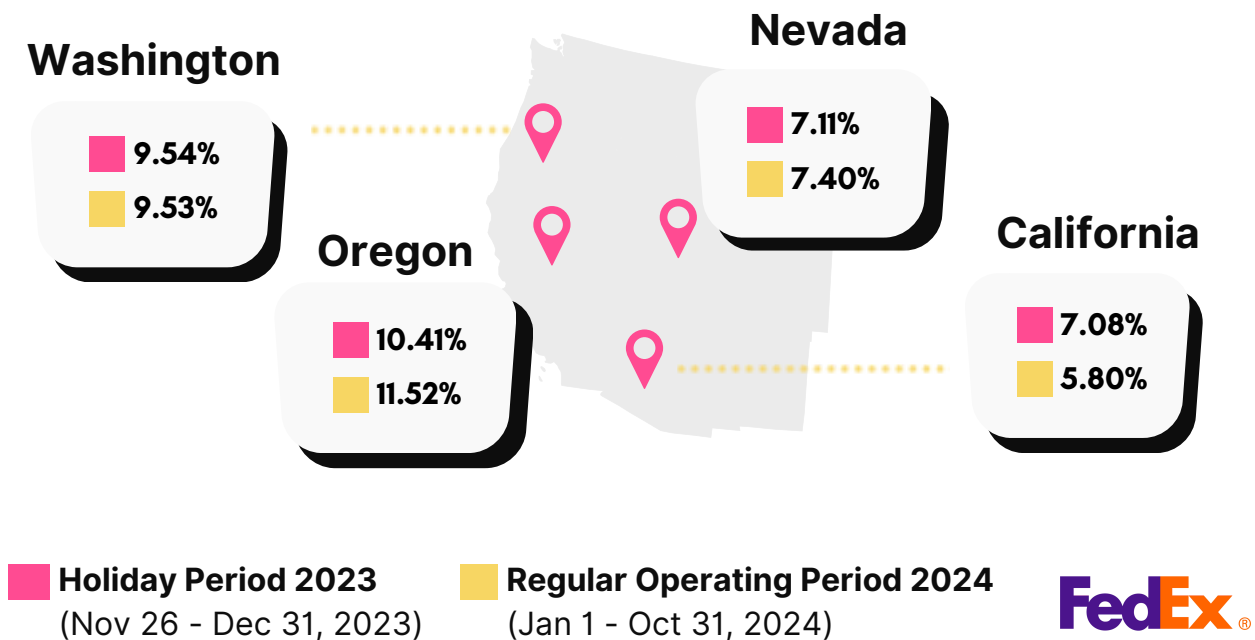 Washington
9.54%
9.53%
Oregon
10.41%
11.52%
Nevada
7.11%
7.40%
California
7.08%
5.80%
Holiday Period 2023
(Nov 26 - Dec 31, 2023)
Regular Operating Period 2024
(Jan 1 - Oct 31, 2024)
FedEx®